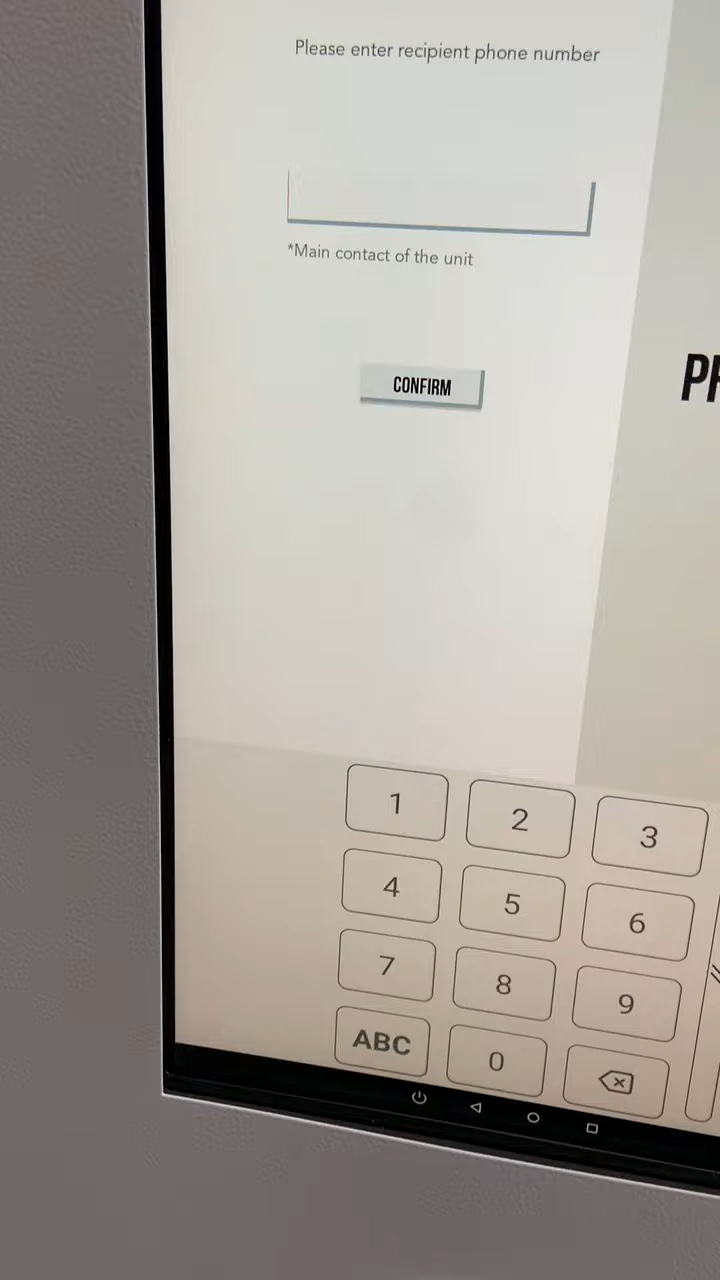 Please enter recipient phone number
*Main contact of the unit
CONFIRM
1 2 3
4 5 6
7 8 9
ABC 0